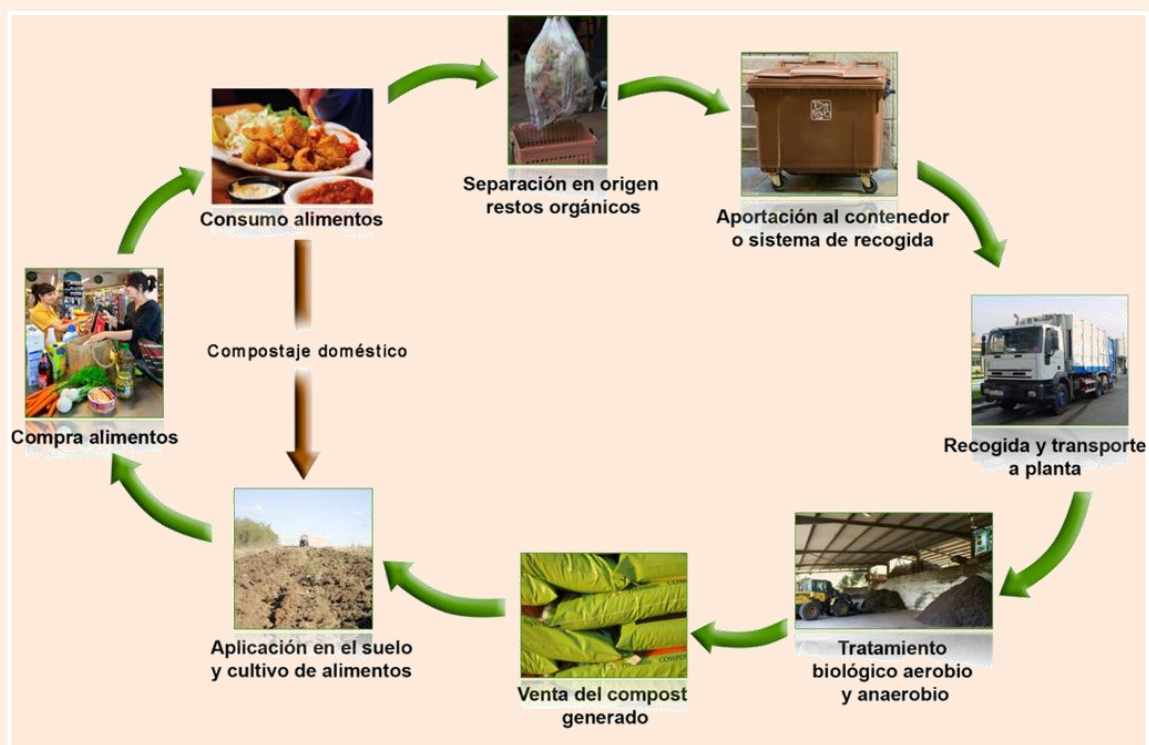 Consumo alimentos
Separación en origen
restos orgánicos
Aportación al contenedor
o sistema de recogida
Recogida y transporte
a planta
Tratamiento
biológico aerobio
y anaerobio
Venta del compost
generado
Aplicación en el suelo
y cultivo de alimentos
Compra alimentos
Compostaje doméstico